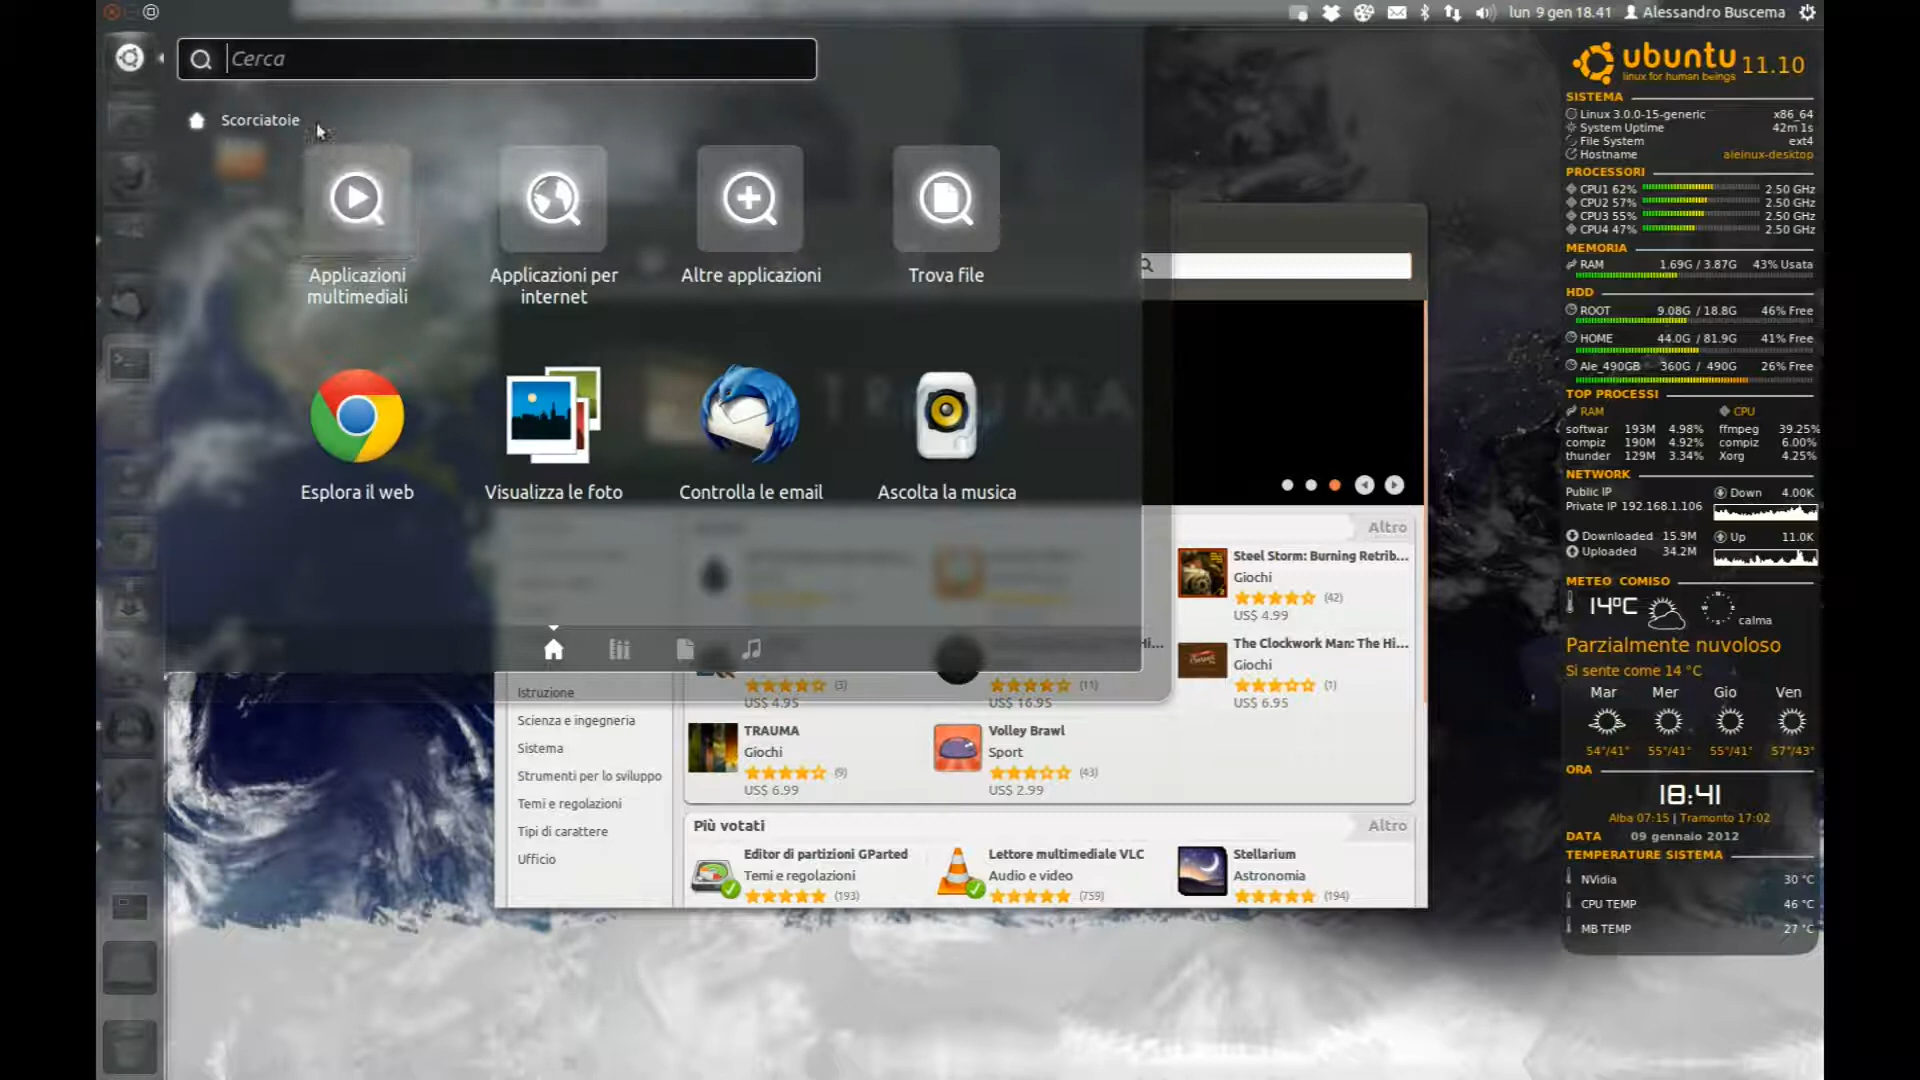 lun 9 gen 18.41 Alessandro Buscema
Cerca
Scorciatoie
Applicazioni multimediali
Applicazioni per internet
Altre applicazioni
Trova file
Esplora il web
Visualizza le foto
Controlla le email
Ascolta la musica
TRAUMA
Altro
Steel Storm: Burning Retrib...
Giochi
(42)
US$ 4.99
Hi...
The Clockwork Man: The Hi...
Giochi
(1)
US$ 6.95
(3)
US$ 4.95
(11)
US$ 16.95
TRAUMA
Giochi
(9)
US$ 6.99
Volley Brawl
Sport
(43)
US$ 2.99
Istruzione
Scienza e ingegneria
Sistema
Strumenti per lo sviluppo
Temi e regolazioni
Tipi di carattere
Ufficio
Più votati
Altro
Editor di partizioni GParted
Temi e regolazioni
(193)
Lettore multimediale VLC
Audio e video
(759)
Stellarium
Astronomia
(194)
ubuntu 11.10
linux for human beings
SISTEMA
Linux 3.0.0-15-generic x86_64
System Uptime 42m 1s
File System ext4
Hostname aleinux-desktop
PROCESSORI
CPU1 62% 2.50 GHz
CPU2 57% 2.50 GHz
CPU3 55% 2.50 GHz
CPU4 47% 2.50 GHz
MEMORIA
RAM 1.69G / 3.87G 43% Usata
HDD
ROOT 9.08G / 18.8G 46% Free
HOME 44.0G / 81.9G 41% Free
Ale_490GB 360G / 490G 26% Free
TOP PROCESSI
RAM CPU
softwar 193M 4.98% ffmpeg 39.25%
compiz 190M 4.92% compiz 6.00%
thunder 129M 3.34% Xorg 4.25%
NETWORK
Public IP Down 4.00K
Private IP 192.168.1.106
Downloaded 15.9M Up 11.0K
Uploaded 34.2M
METEO COMISO
14°C calma
Parzialmente nuvoloso
Si sente come 14 °C
Mar Mer Gio Ven
54°/41° 55°/41° 55°/41° 57°/43°
ORA
18:41
Alba 07:15 | Tramonto 17:02
DATA 09 gennaio 2012
TEMPERATURE SISTEMA
NVidia 30 °C
CPU TEMP 46 °C
MB TEMP 27 °C